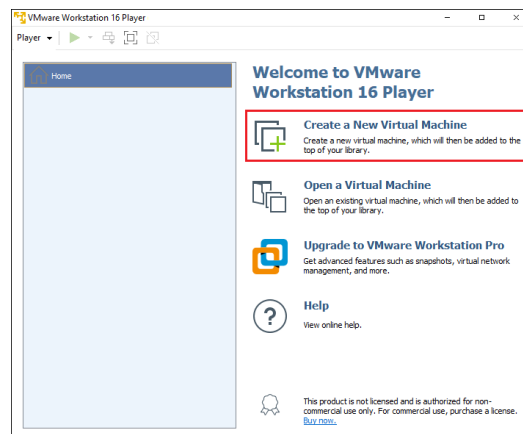 VMware Workstation 16 Player
Player
Home
Welcome to VMware
Workstation 16 Player
Create a New Virtual Machine
Create a new virtual machine, which will then be added to the
top of your library.
Open a Virtual Machine
Open an existing virtual machine, which will then be added to
the top of your library.
Upgrade to VMware Workstation Pro
Get advanced features such as snapshots, virtual network
management, and more.
Help
View online help.
This product is not licensed and is authorized for non-
commercial use only. For commercial use, purchase a license.
Buy now.